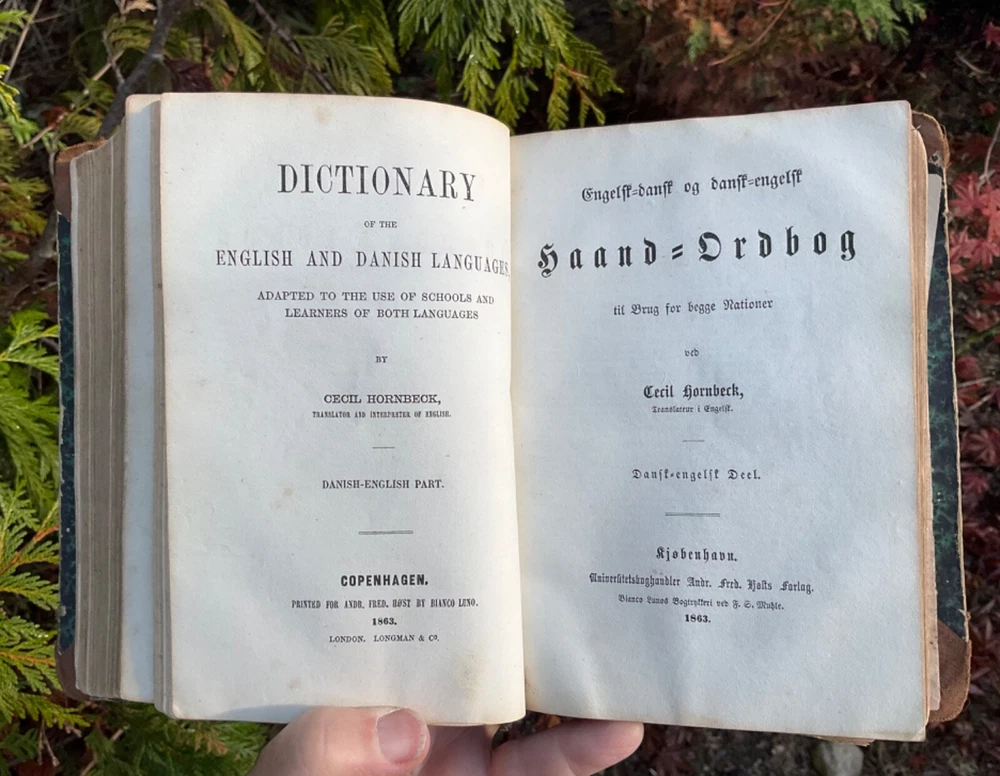 DICTIONARY
OF THE
ENGLISH AND DANISH LANGUAGES,
ADAPTED TO THE USE OF SCHOOLS AND
LEARNERS OF BOTH LANGUAGES
BY
CECIL HORNBECK,
TRANSLATOR AND INTERPRETER OF ENGLISH.
DANISH-ENGLISH PART.
COPENHAGEN.
PRINTED FOR ANDR. FRED. HØST BY BIANCO LUNO.
1863.
LONDON. LONGMAN & Co.
Engelsk-dansk og dansk-engelsk
Haand-Ordbog
til Brug for begge Nationer
ved
Cecil Hornbeck,
Translateur i Engelsk.
Dansk-engelsk Deel.
Kjøbenhavn.
Universitetsboghandler Andr. Fred. Høsts Forlag.
Bianco Lunos Bogtrykkeri ved F. S. Muhle.
1863.